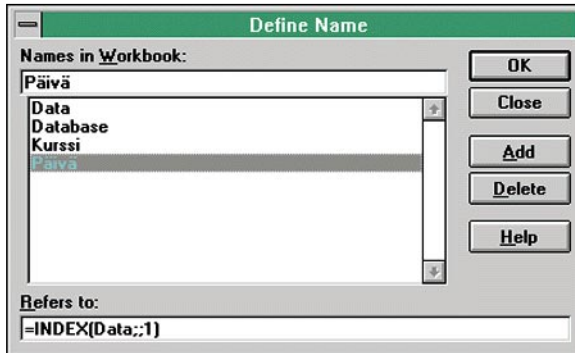 Define Name
Names in Workbook:
Päivä
Data
Database
Kurssi
Päivä
OK
Close
Add
Delete
Help
Refers to:
=INDEX(Data;;1)